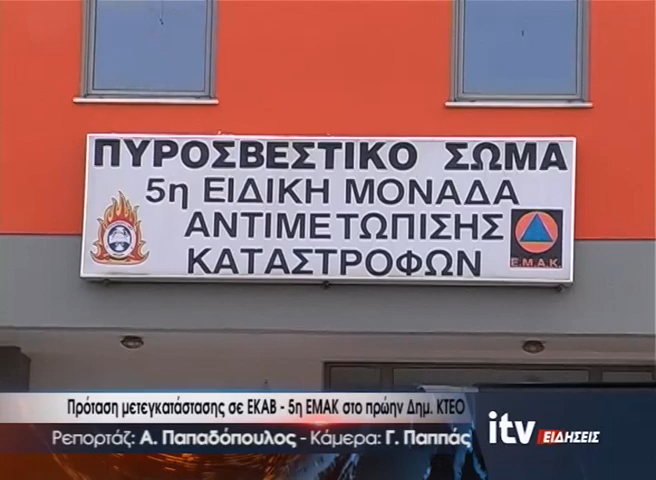 ΠΥΡΟΣΒΕΣΤΙΚΟ ΣΩΜΑ
5η ΕΙΔΙΚΗ ΜΟΝΑΔΑ
ΑΝΤΙΜΕΤΩΠΙΣΗΣ
ΚΑΤΑΣΤΡΟΦΩΝ
Ε.Μ.Α.Κ.
Πρόταση μετεγκατάστασης σε ΕΚΑΒ - 5η ΕΜΑΚ στο πρώην Δημ. ΚΤΕΟ
Ρεπορτάζ: Α. Παπαδόπουλος - Κάμερα: Γ. Παππάς
itv ΕΙΔΗΣΕΙΣ